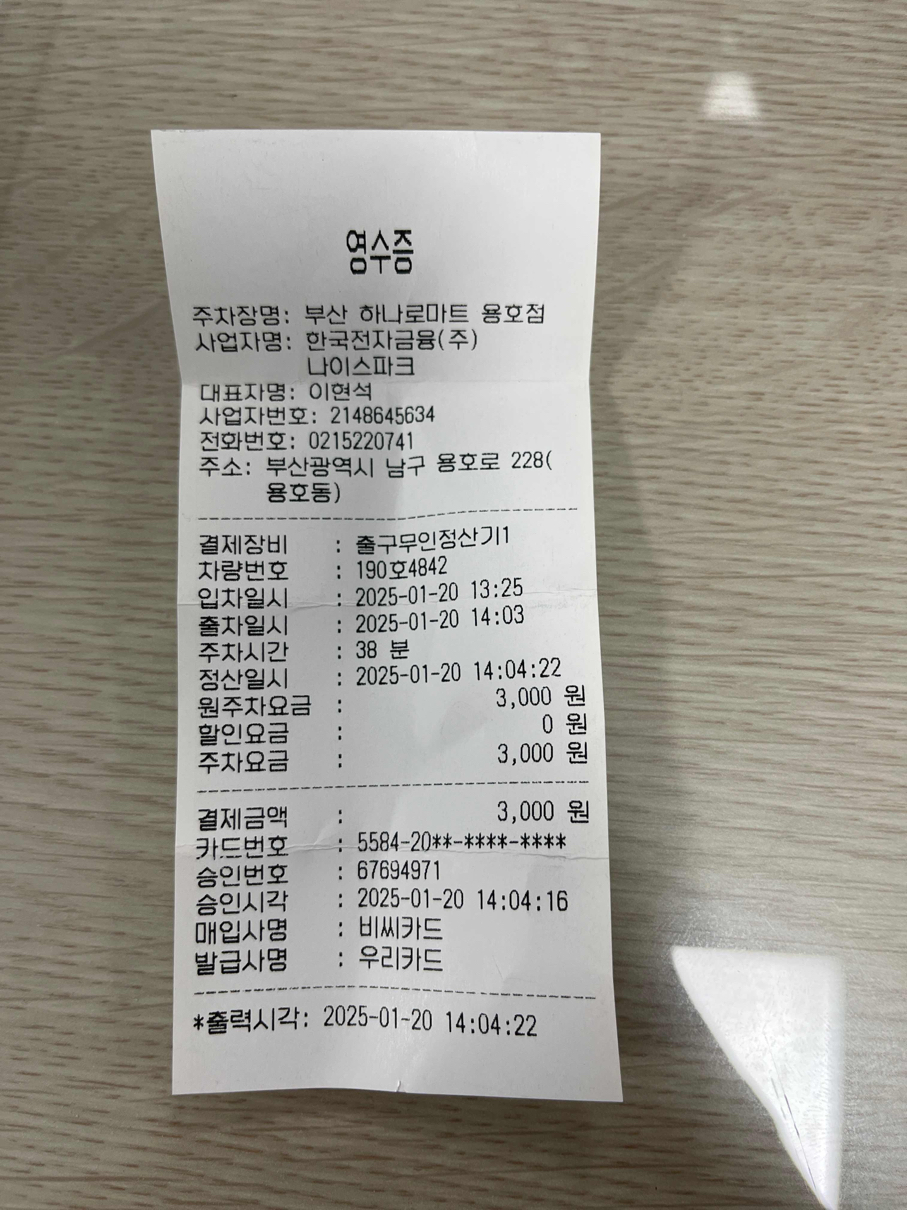 영수증
주차장명: 부산 하나로마트 용호점
사업자명: 한국전자금융(주)
나이스파크
대표자명: 이현석
사업자번호: 2148645634
전화번호: 0215220741
주소: 부산광역시 남구 용호로 228(
용호동)
결제장비 : 출구무인정산기1
차량번호 : 190호4842
입차일시 : 2025-01-20 13:25
출차일시 : 2025-01-20 14:03
주차시간 : 38 분
정산일시 : 2025-01-20 14:04:22
원주차요금 : 3,000 원
할인요금 : 0 원
주차요금 : 3,000 원
결제금액 : 3,000 원
카드번호 : 5584-20**-****-****
승인번호 : 67694971
승인시각 : 2025-01-20 14:04:16
매입사명 : 비씨카드
발급사명 : 우리카드
*출력시각: 2025-01-20 14:04:22